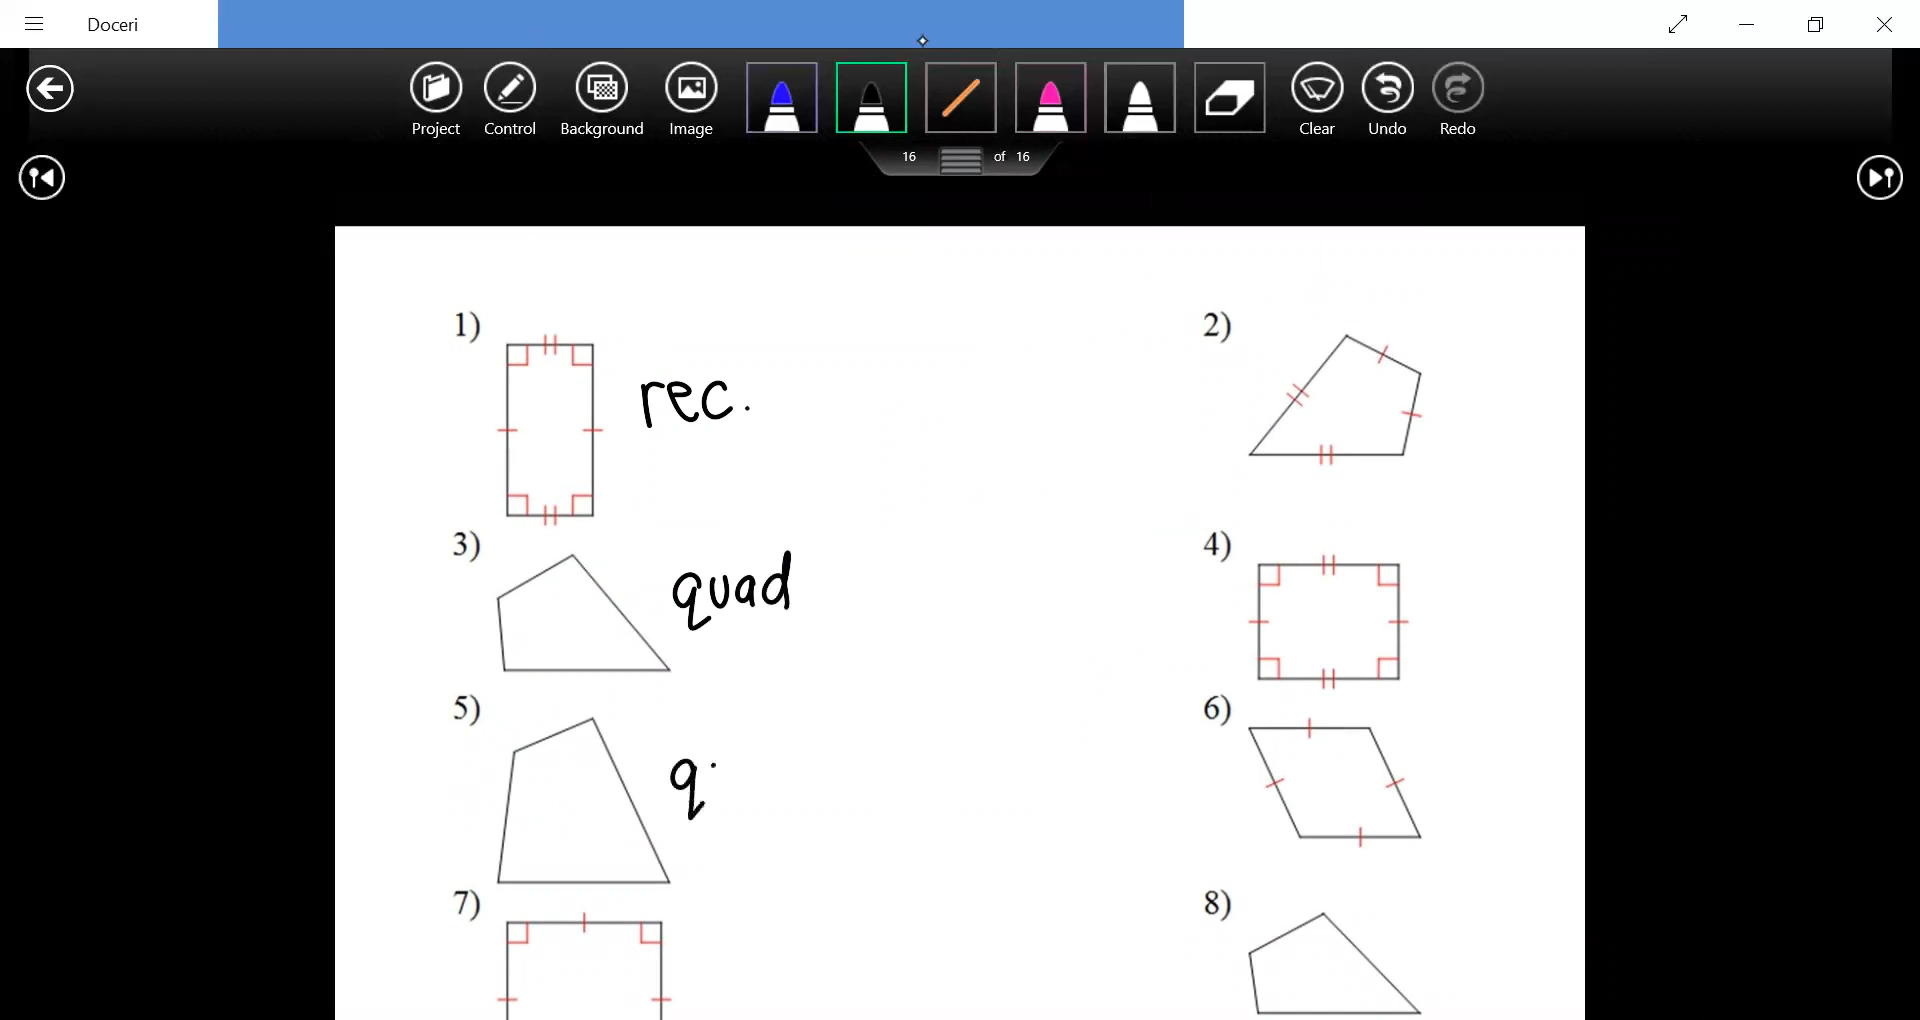 Doceri
Project Control Background Image Clear Undo Redo
16 of 16
1) rec. 2)
3) quad 4)
5) q. 6)
7) 8)